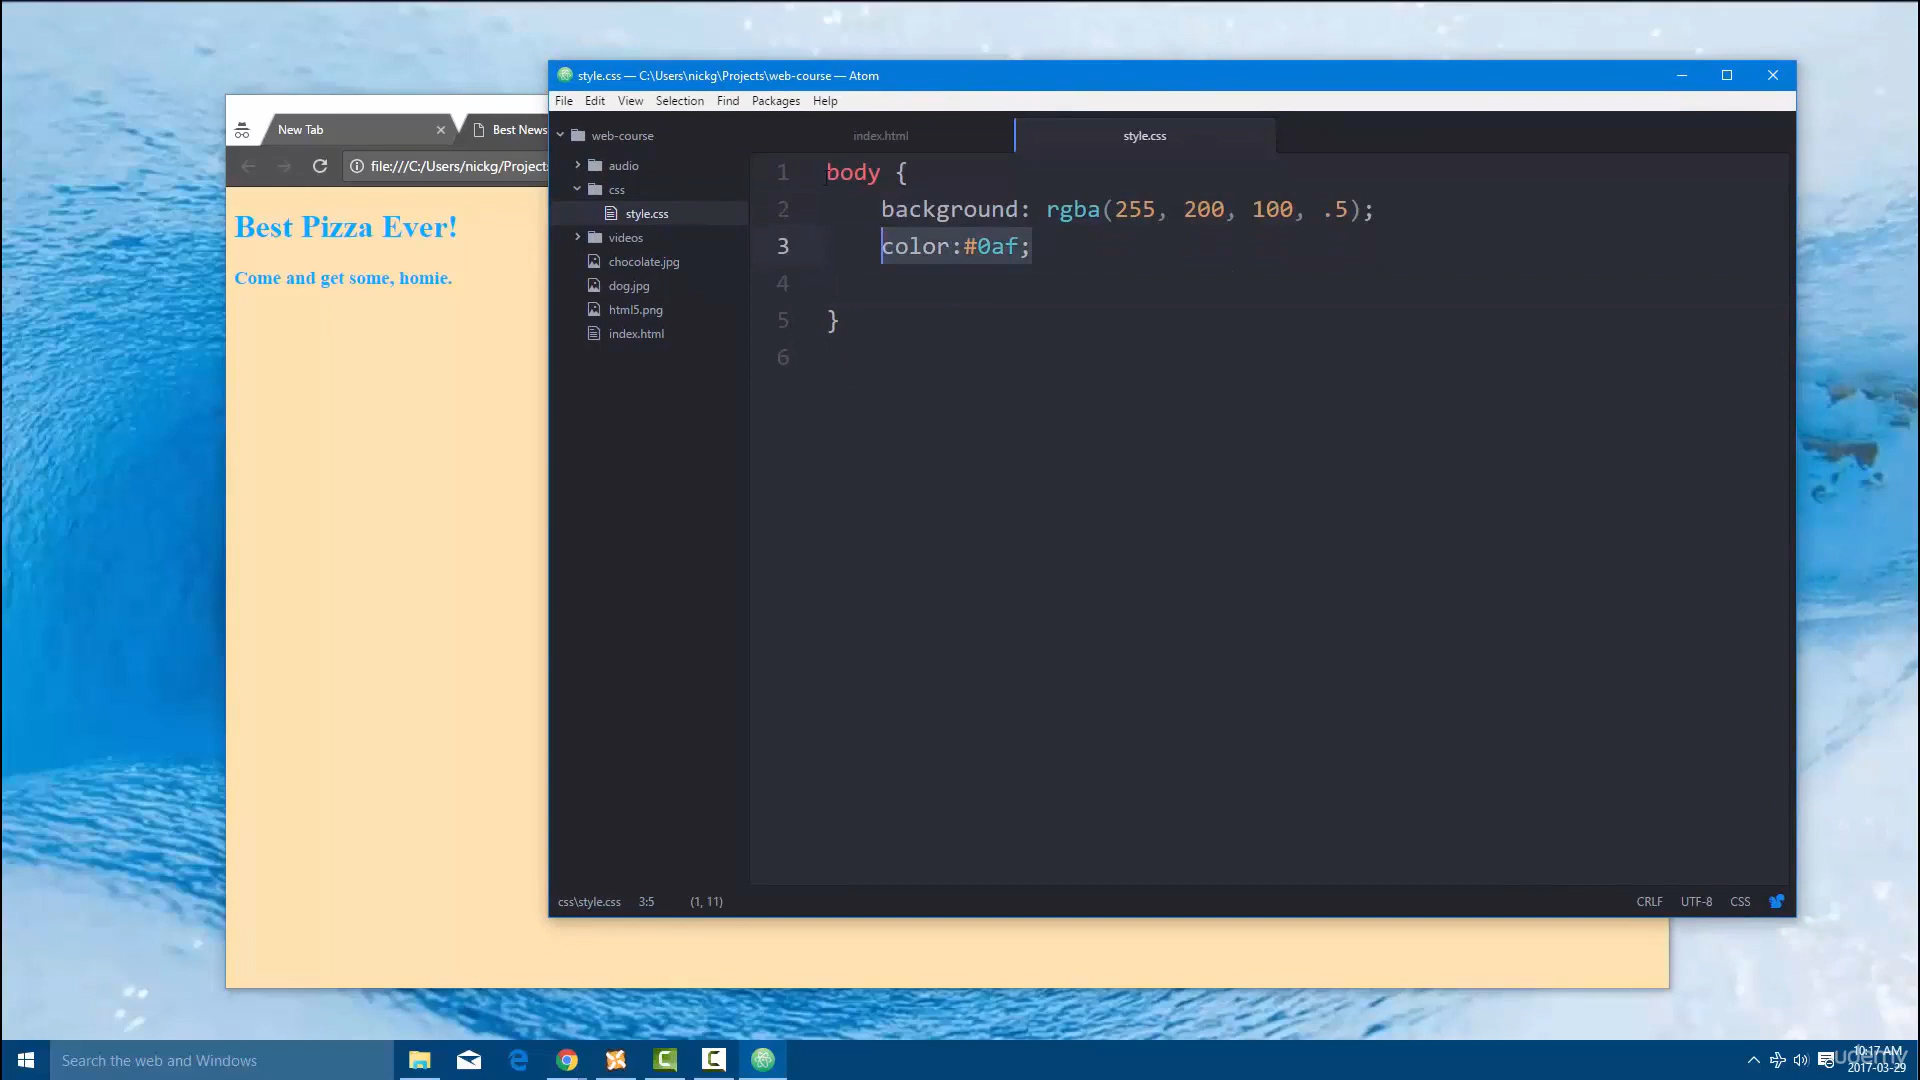 style.css — C:\Users\nickg\Projects\web-course — Atom
File Edit View Selection Find Packages Help
New Tab
Best News
file:///C:/Users/nickg/Project
web-course
audio
css
style.css
videos
chocolate.jpg
dog.jpg
html5.png
index.html
index.html
style.css
1 body {
2 background: rgba(255, 200, 100, .5);
3 color:#0af;
4
5 }
6
Best Pizza Ever!
Come and get some, homie.
css\style.css 3:5 (1, 11)
CRLF UTF-8 CSS
Search the web and Windows
10:17 AM
udemy
2017-03-29